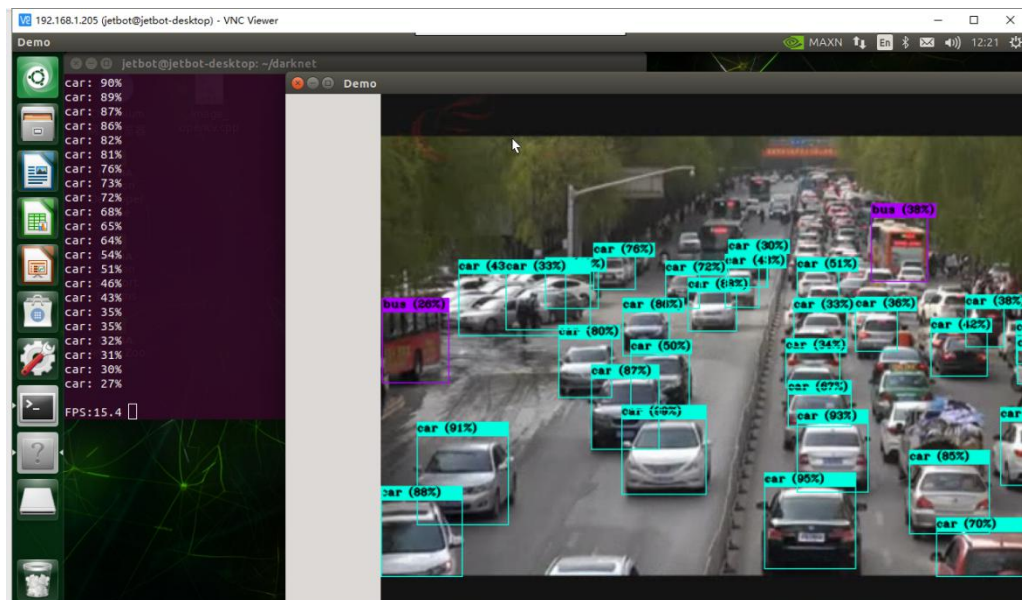 192.168.1.205 (jetbot@jetbot-desktop) - VNC Viewer
Demo
MAXN
En
12:21
jetbot@jetbot-desktop: ~/darknet
car: 90%
car: 89%
car: 87%
car: 86%
car: 82%
car: 81%
car: 76%
car: 73%
car: 72%
car: 68%
car: 65%
car: 64%
car: 54%
car: 51%
car: 46%
car: 43%
car: 35%
car: 35%
car: 32%
car: 31%
car: 30%
car: 27%
FPS:15.4
Demo
bus (38%)
car (76%)
car (30%)
car (43
car (33%)
car (72%)
car (51%)
bus (26%)
car (86%)
car (33%)
car (36%)
car (38%
car (80%)
car (42%)
car (50%)
car (34%)
car (87%)
car (67%)
car (93%)
car
car (91%)
car (85%)
car (95%)
car (88%)
car (70%)